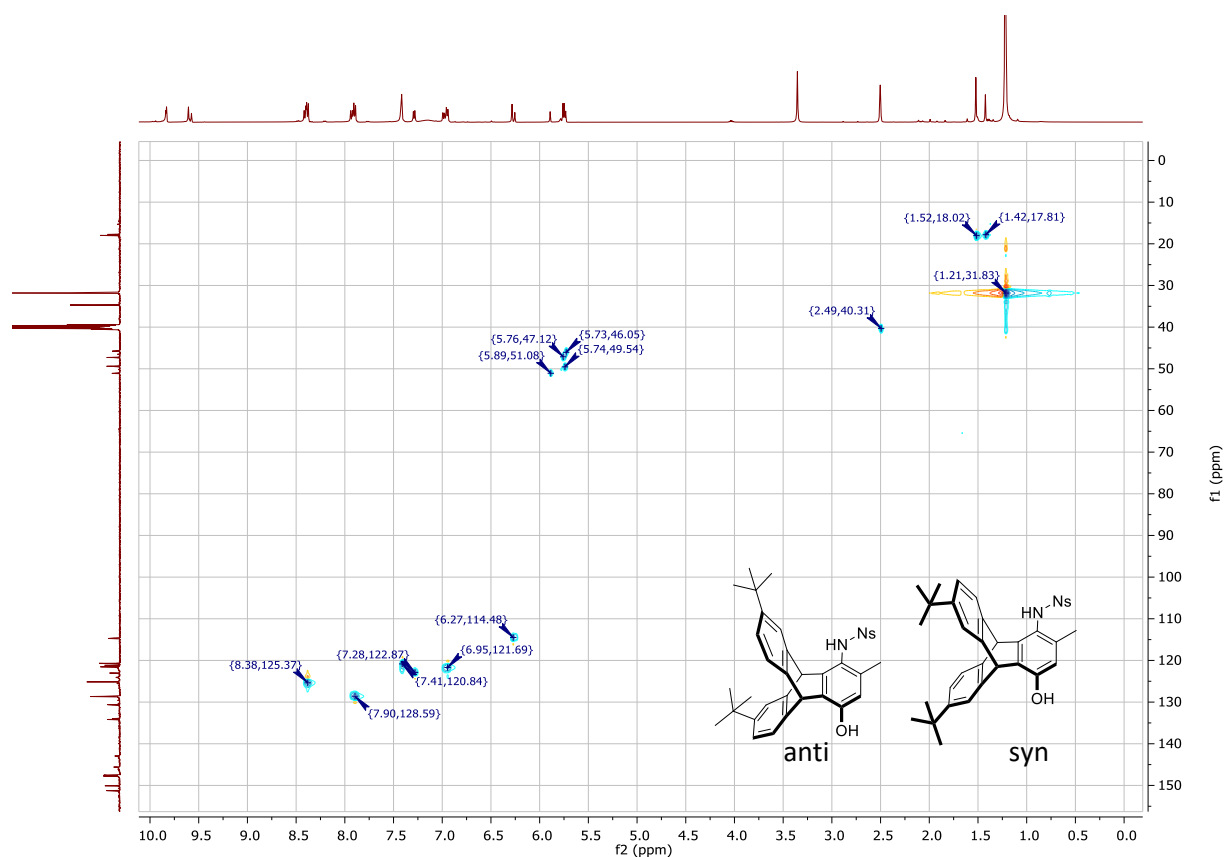 {1.52,18.02} {1.42,17.81}
{1.21,31.83}
{2.49,40.31}
{5.76,47.12} {5.73,46.05}
{5.89,51.08} {5.74,49.54}
{6.27,114.48}
{8.38,125.37} {7.28,122.87} {6.95,121.69}
{7.41,120.84}
{7.90,128.59}
HN Ns
OH
anti
HN Ns
OH
syn
0
10
20
30
40
50
60
70
80
90
100
110
120
130
140
150
f1 (ppm)
10.0 9.5 9.0 8.5 8.0 7.5 7.0 6.5 6.0 5.5 5.0 4.5 4.0 3.5 3.0 2.5 2.0 1.5 1.0 0.5 0.0
f2 (ppm)